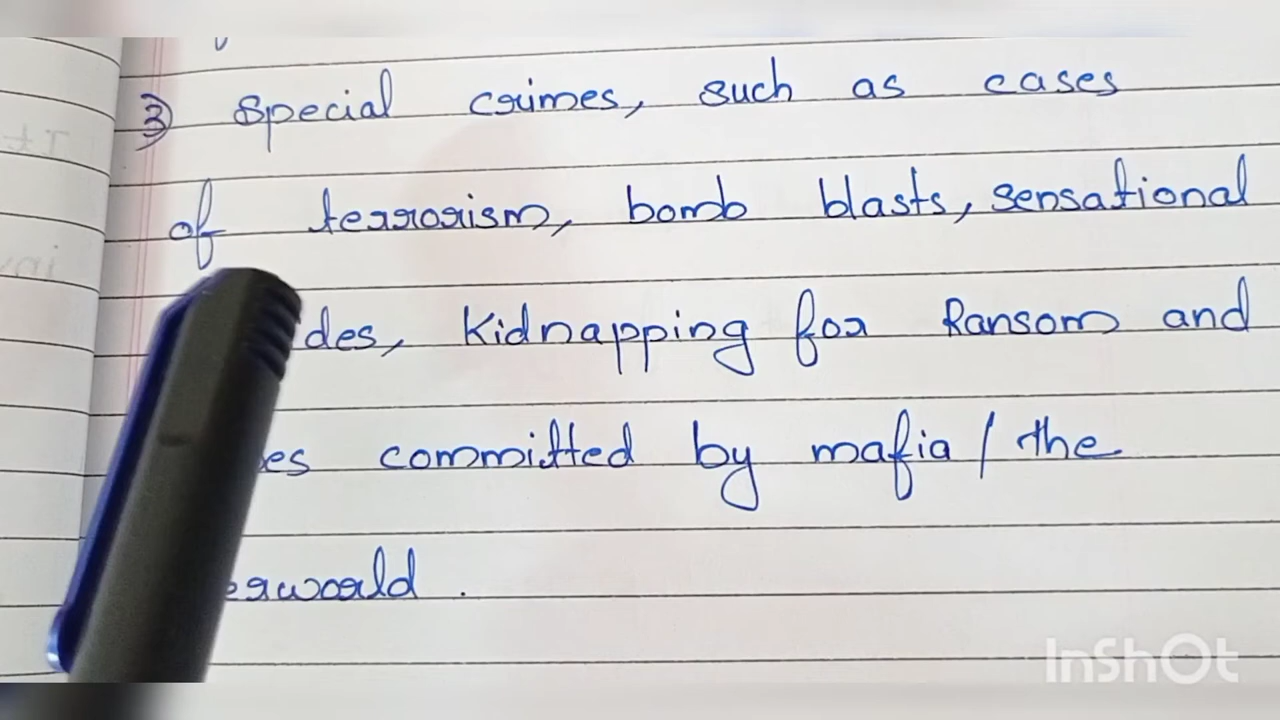 3) special crimes, such as cases
of terrorism, bomb blasts, sensational
des, Kidnapping for Ransom and
es committed by mafia / the
erworld .
InShOt